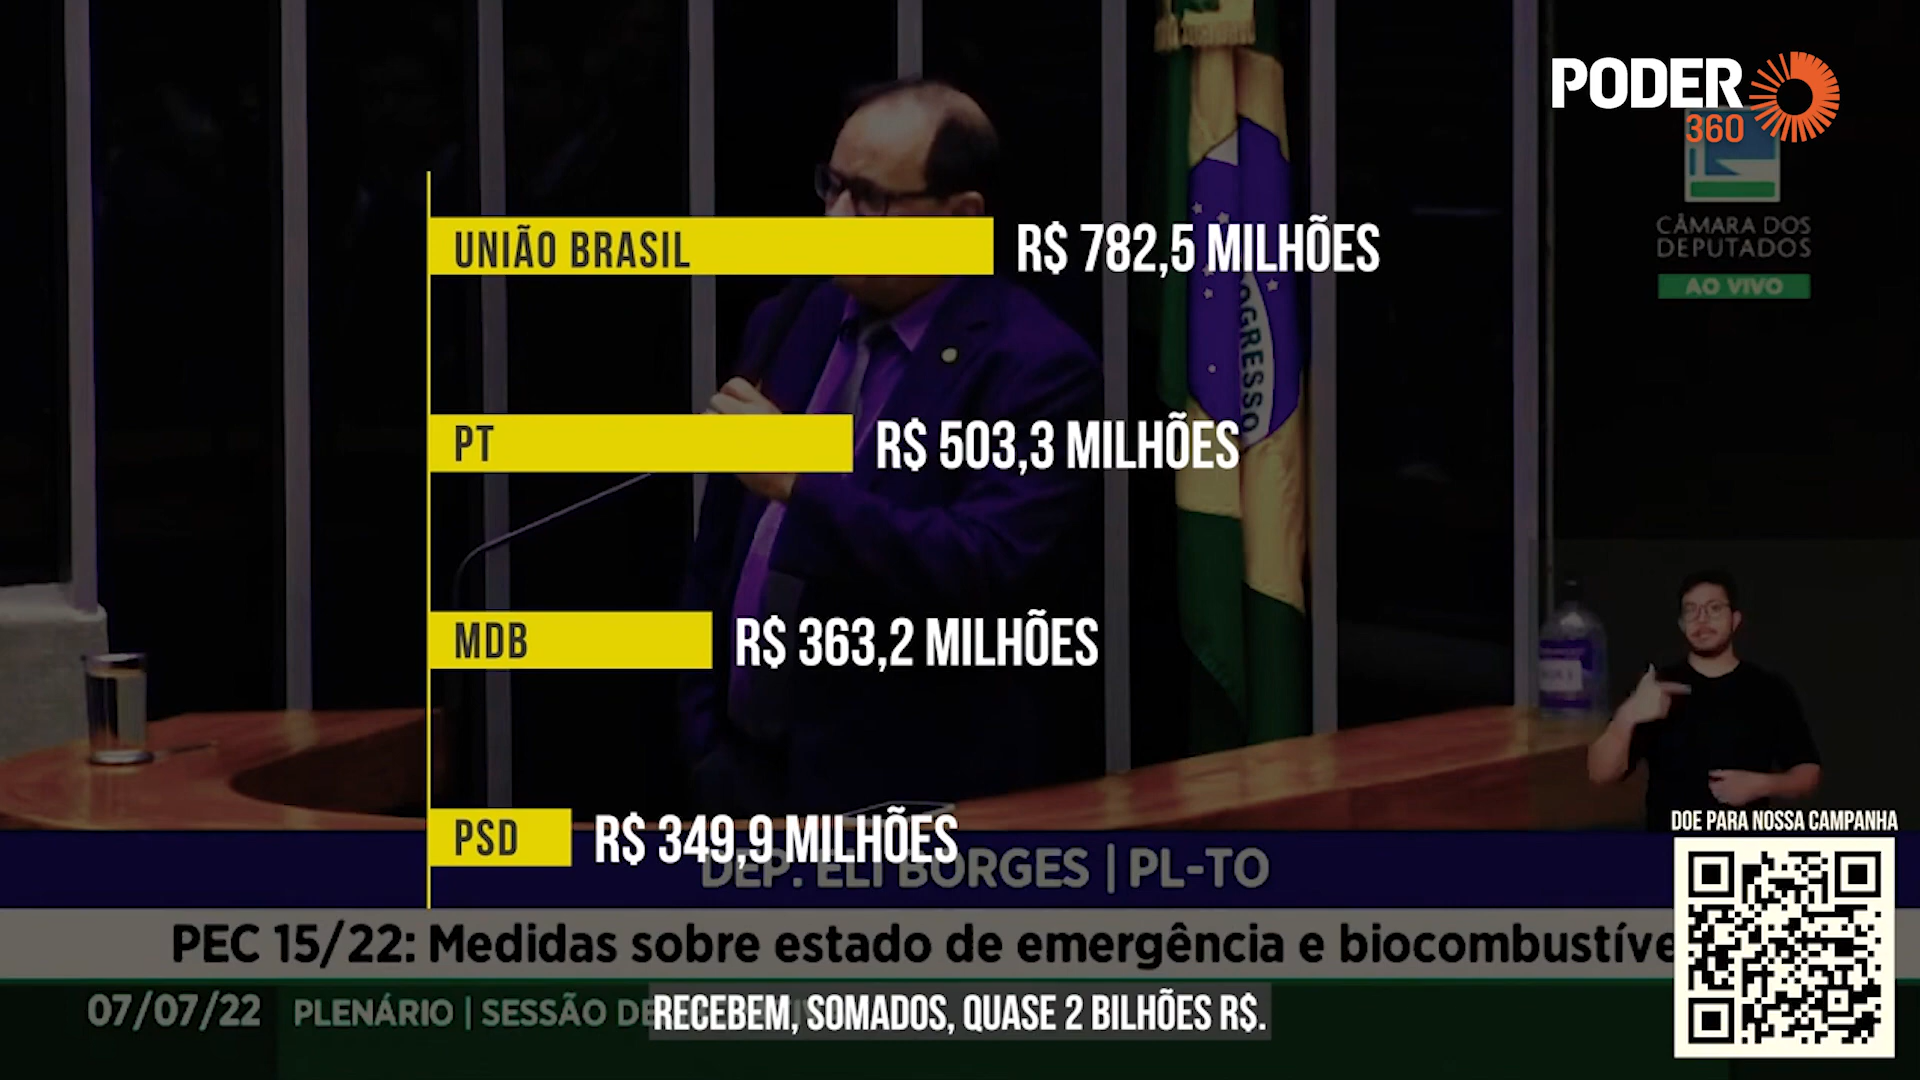 PODER
360
CÂMARA DOS
DEPUTADOS
AO VIVO
UNIÃO BRASIL R$ 782,5 MILHÕES
OGRESSO
PT R$ 503,3 MILHÕES
MDB R$ 363,2 MILHÕES
PSD R$ 349,9 MILHÕES
DOE PARA NOSSA CAMPANHA
DEP. ELI BORGES | PL-TO
PEC 15/22: Medidas sobre estado de emergência e biocombustíve
07/07/22 PLENÁRIO | SESSÃO DE
RECEBEM, SOMADOS, QUASE 2 BILHÕES R$.